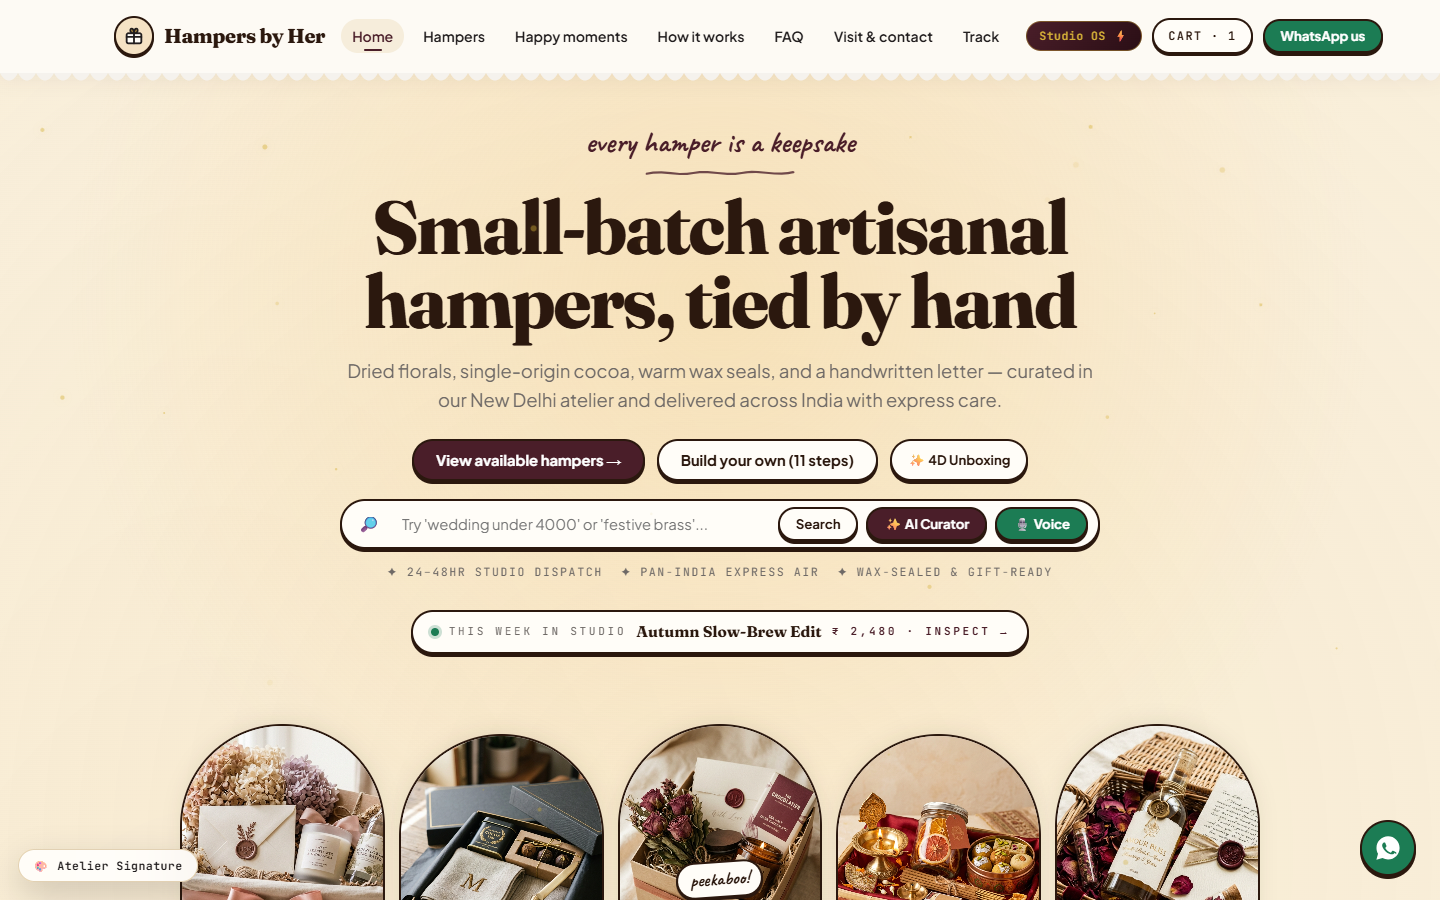 Hampers by Her
Home
Hampers
Happy moments
How it works
FAQ
Visit & contact
Track
Studio OS
CART · 1
WhatsApp us
every hamper is a keepsake
Small-batch artisanal
hampers, tied by hand
Dried florals, single-origin cocoa, warm wax seals, and a handwritten letter — curated in
our New Delhi atelier and delivered across India with express care.
View available hampers →
Build your own (11 steps)
✨ 4D Unboxing
Try 'wedding under 4000' or 'festive brass'...
Search
✨ AI Curator
Voice
✦ 24-48HR STUDIO DISPATCH ✦ PAN-INDIA EXPRESS AIR ✦ WAX-SEALED & GIFT-READY
THIS WEEK IN STUDIO Autumn Slow-Brew Edit ₹ 2,480 · INSPECT →
M
peekaboo!
Atelier Signature